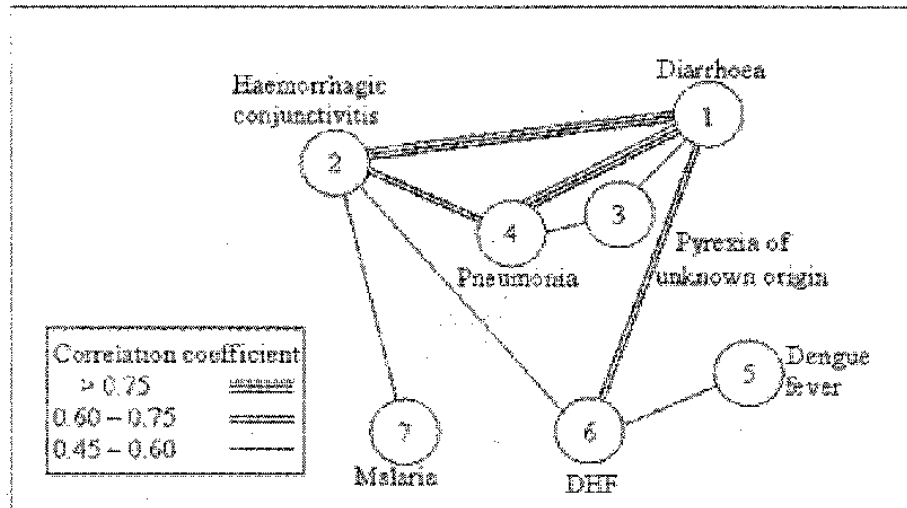 Diarrhoea
Haemorrhagic
conjunctivitis
1
2
3
4
Pneumonia
Pyrexia of
unknown origin
Correlation coefficient
> 0.75
0.60 – 0.75
0.45 – 0.60
5
Dengue
fever
6
DHF
7
Malaria